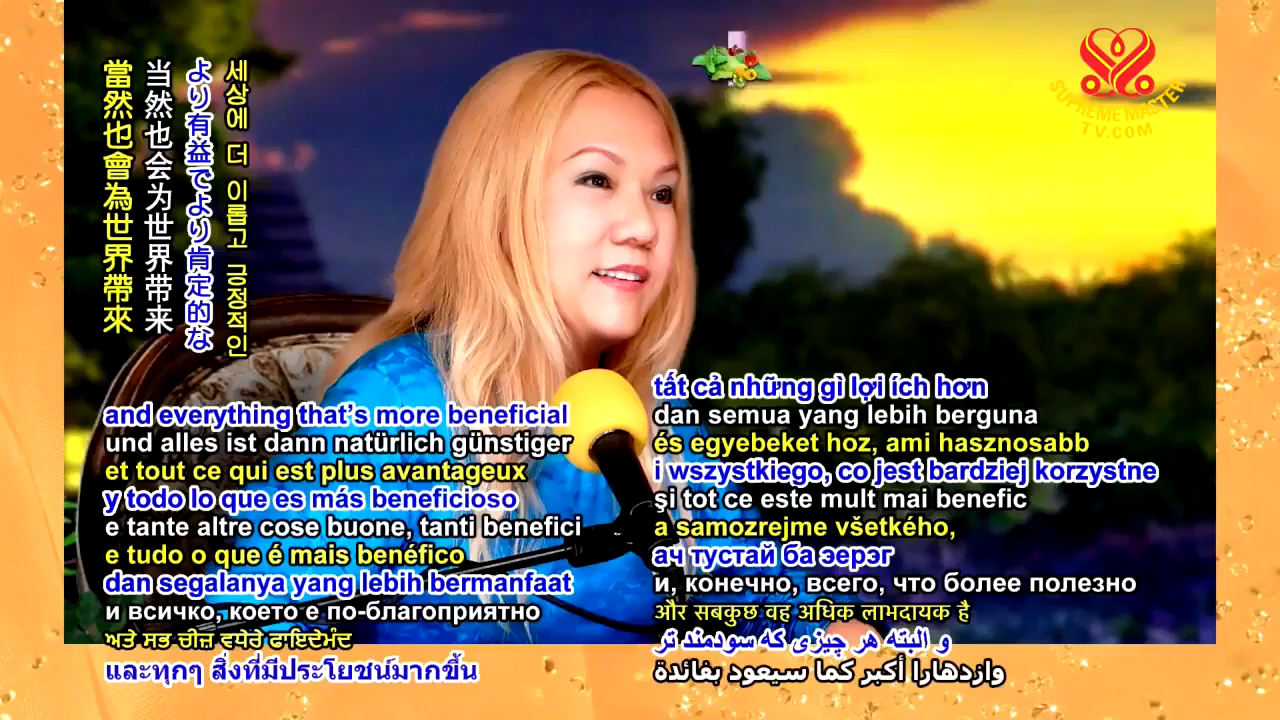 當然也會為世界帶來
当然也会为世界带来
より有益でより肯定的な
세상에 더 이롭고 긍정적인
SUPREME MASTER
TV.COM
and everything that's more beneficial
und alles ist dann natürlich günstiger
et tout ce qui est plus avantageux
y todo lo que es más beneficioso
e tante altre cose buone, tanti benefici
e tudo o que é mais benéfico
dan segalanya yang lebih bermanfaat
и всичко, което е по-благоприятно
ਅਤੇ ਸਭ ਚੀਜ਼ ਵਧੇਰੇ ਫਾਇਦੇਮੰਦ
และทุกๆ สิ่งที่มีประโยชน์มากขึ้น
tất cả những gì lợi ích hơn
dan semua yang lebih berguna
és egyebeket hoz, ami hasznosabb
i wszystkiego, co jest bardziej korzystne
şi tot ce este mult mai benefic
a samozrejme všetkého,
ач тустай ба эерэг
и, конечно, всего, что более полезно
और सबकुछ वह अधिक लाभदायक है
و البته هر چیزی که سودمند تر
وازدهارا أكبر كما سيعود بفائدة